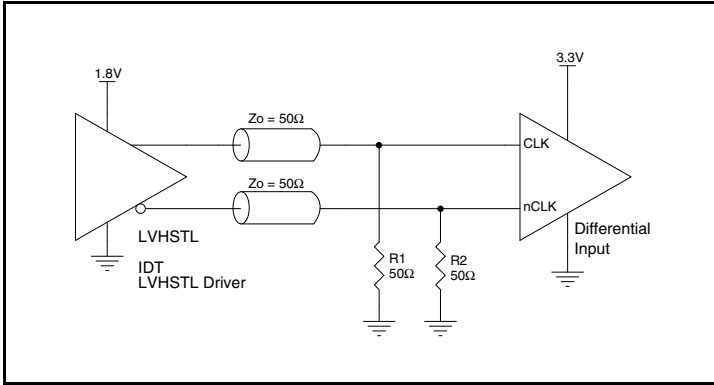 1.8V
3.3V
Zo = 50Ω
CLK
Zo = 50Ω
nCLK
LVHSTL
IDT
LVHSTL Driver
R1
50Ω
R2
50Ω
Differential
Input